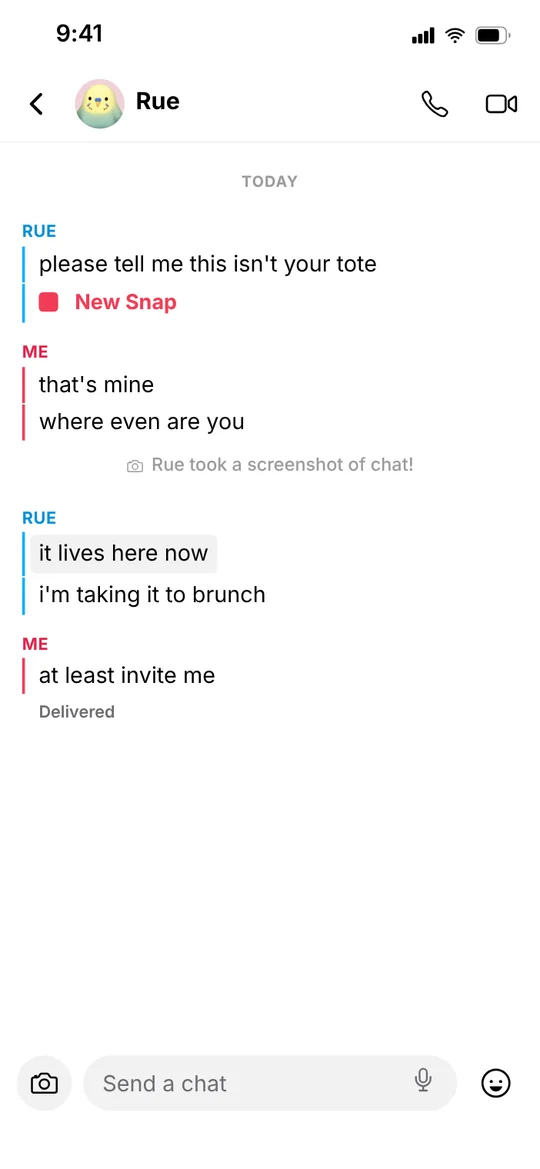 9:41
Rue
TODAY
RUE
please tell me this isn't your tote
New Snap
ME
that's mine
where even are you
Rue took a screenshot of chat!
RUE
it lives here now
i'm taking it to brunch
ME
at least invite me
Delivered
Send a chat